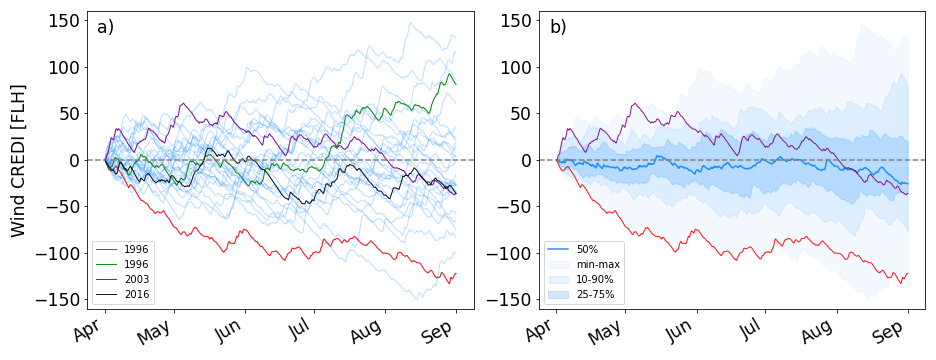 a)
Wind CREDI [FLH]
150
100
50
0
−50
−100
−150
Apr
May
Jun
Jul
Aug
Sep
1996
1996
2003
2016
b)
150
100
50
0
−50
−100
−150
Apr
May
Jun
Jul
Aug
Sep
50%
min-max
10-90%
25-75%